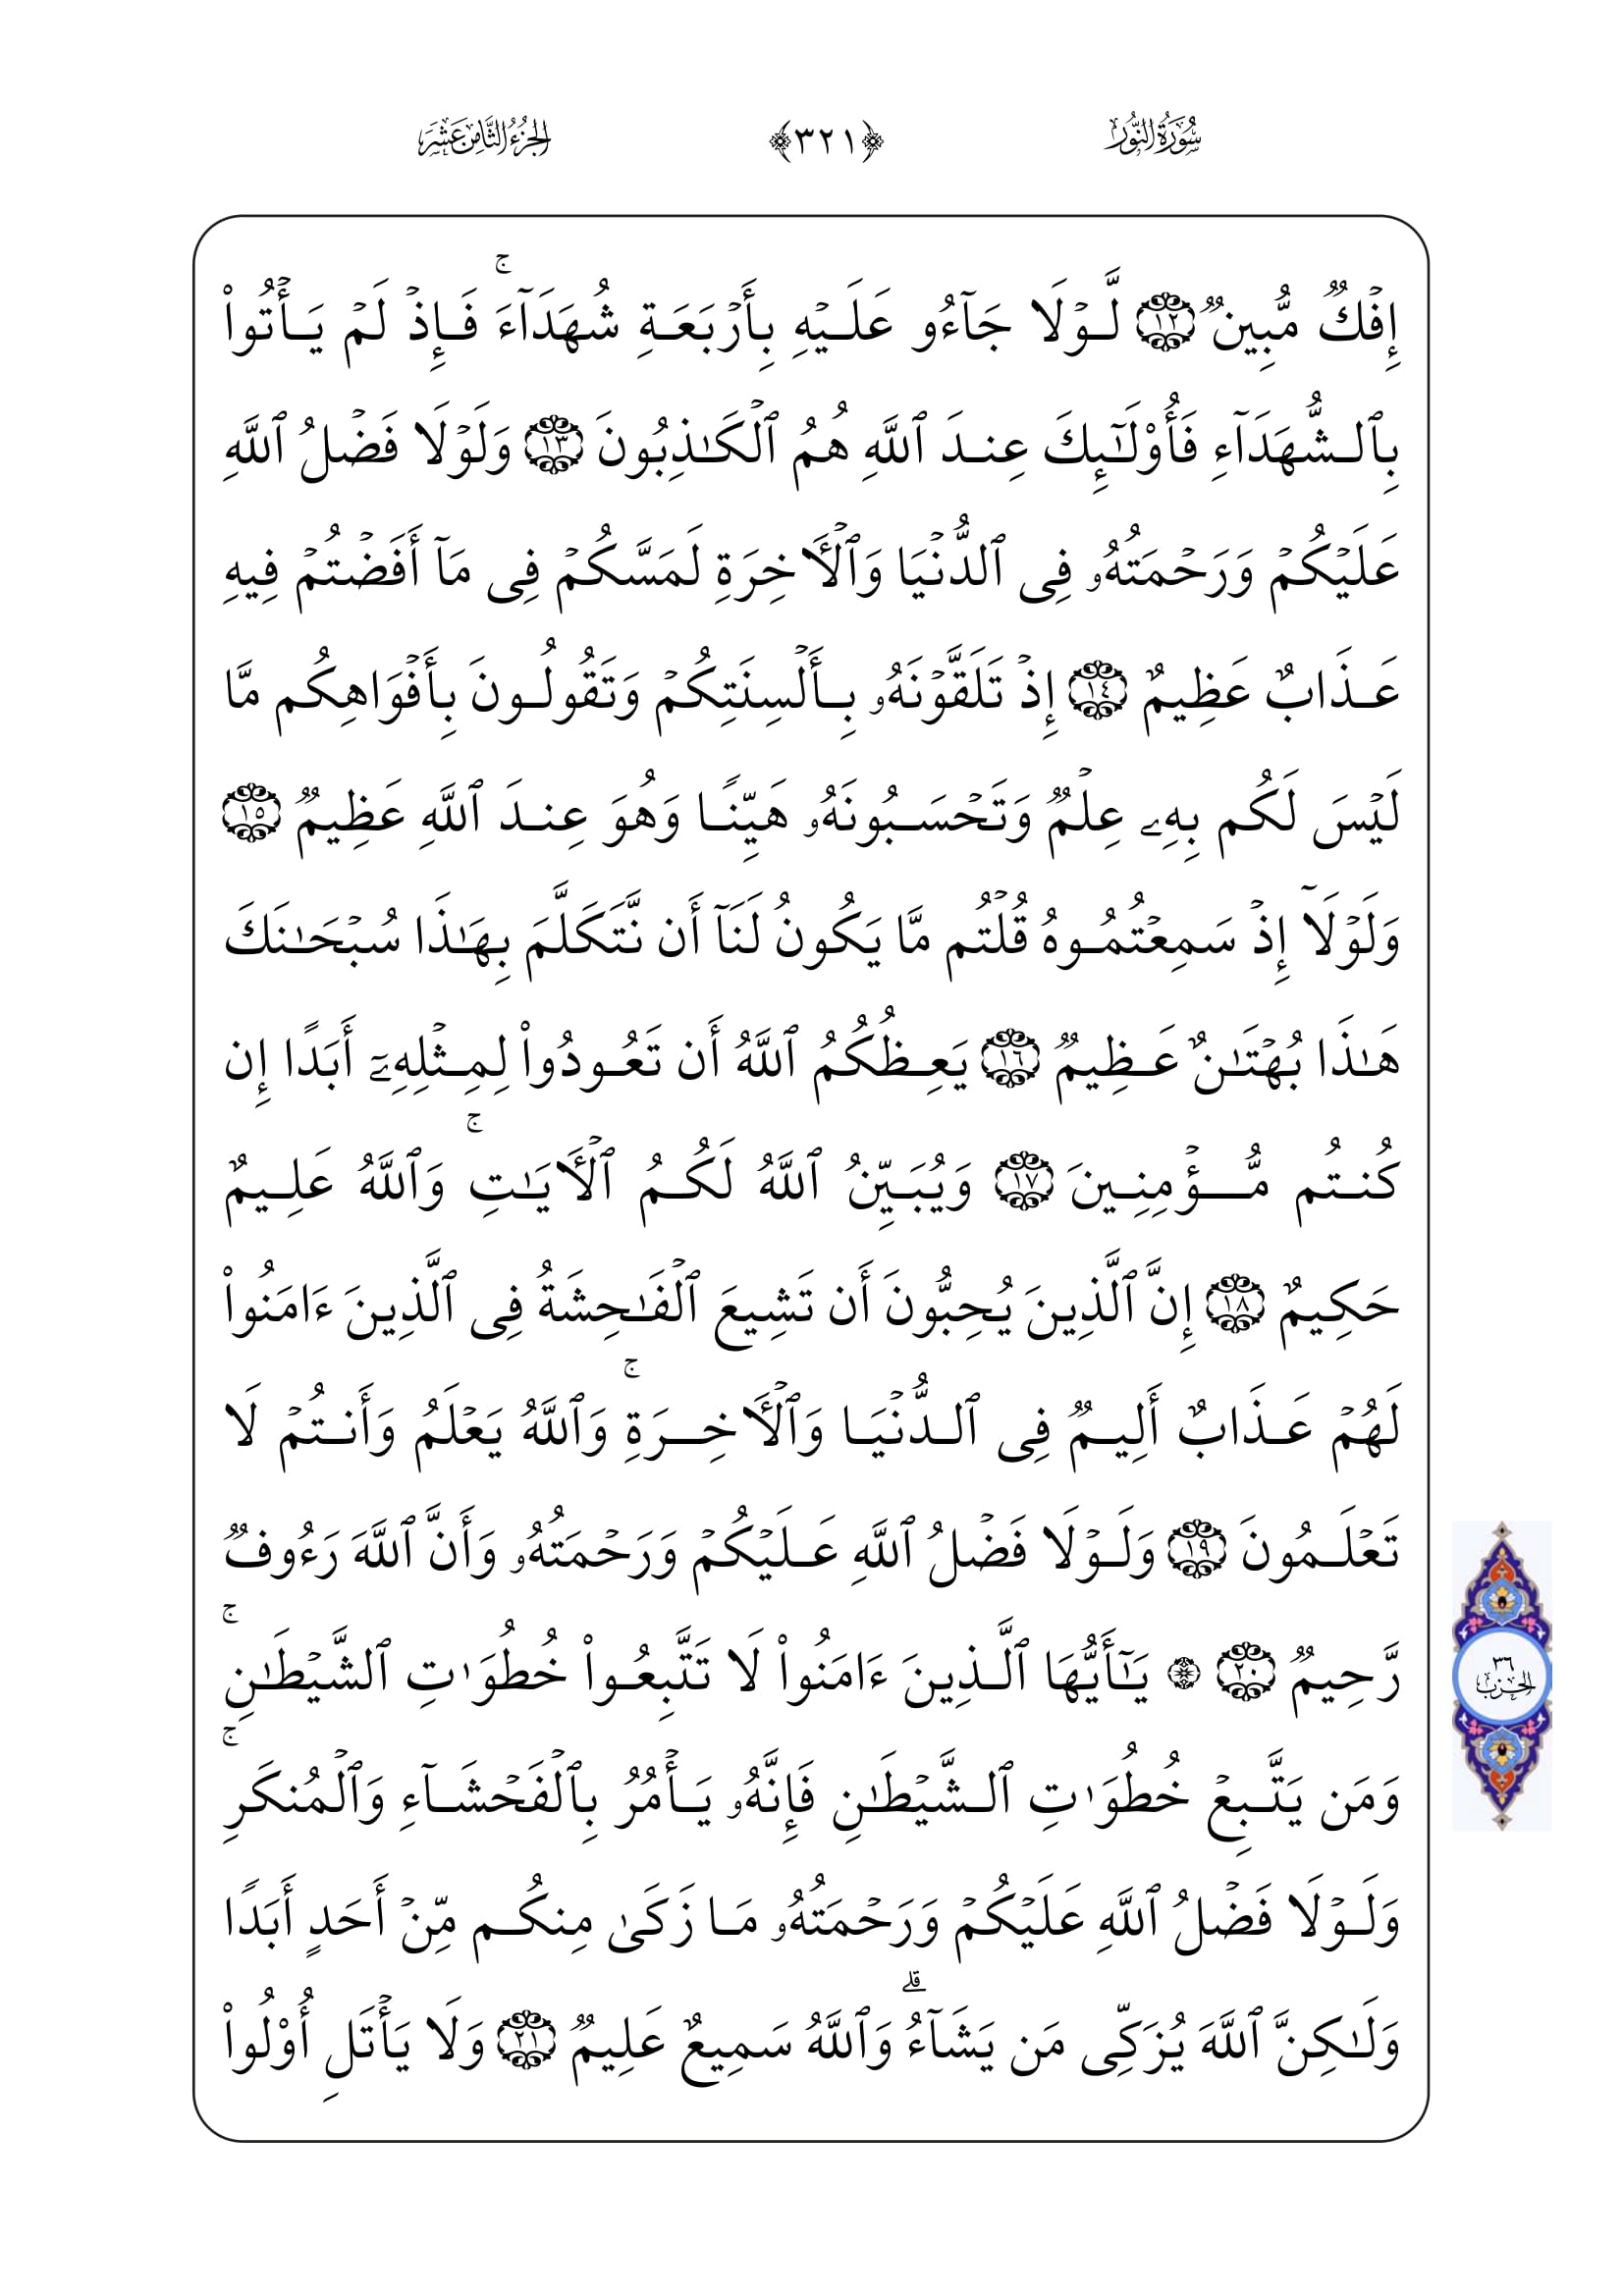 سُورَةُ النُّورِ
﴿٣٢١﴾
الجُزْءُ الثَّامِنَ عَشَرَ
إِفۡكٞ مُّبِينٞ ١٢ لَّوۡلَا جَآءُو عَلَيۡهِ بِأَرۡبَعَةِ شُهَدَآءَۚ فَإِذۡ لَمۡ يَأۡتُواْ
بِٱلشُّهَدَآءِ فَأُوْلَٰٓئِكَ عِندَ ٱللَّهِ هُمُ ٱلۡكَٰذِبُونَ ١٣ وَلَوۡلَا فَضۡلُ ٱللَّهِ
عَلَيۡكُمۡ وَرَحۡمَتُهُۥ فِى ٱلدُّنۡيَا وَٱلۡأٓخِرَةِ لَمَسَّكُمۡ فِى مَآ أَفَضۡتُمۡ فِيهِ
عَذَابٌ عَظِيمٌ ١٤ إِذۡ تَلَقَّوۡنَهُۥ بِأَلۡسِنَتِكُمۡ وَتَقُولُونَ بِأَفۡوَاهِكُم مَّا
لَيۡسَ لَكُم بِهِۦ عِلۡمٞ وَتَحۡسَبُونَهُۥ هَيِّنٗا وَهُوَ عِندَ ٱللَّهِ عَظِيمٞ ١٥
وَلَوۡلَآ إِذۡ سَمِعۡتُمُوهُ قُلۡتُم مَّا يَكُونُ لَنَآ أَن نَّتَكَلَّمَ بِهَٰذَا سُبۡحَٰنَكَ
هَٰذَا بُهۡتَٰنٌ عَظِيمٞ ١٦ يَعِظُكُمُ ٱللَّهُ أَن تَعُودُواْ لِمِثۡلِهِۦٓ أَبَدًا إِن
كُنتُم مُّؤۡمِنِينَ ١٧ وَيُبَيِّنُ ٱللَّهُ لَكُمُ ٱلۡأٓيَٰتِۚ وَٱللَّهُ عَلِيمٌ
حَكِيمٌ ١٨ إِنَّ ٱلَّذِينَ يُحِبُّونَ أَن تَشِيعَ ٱلۡفَٰحِشَةُ فِى ٱلَّذِينَ ءَامَنُواْ
لَهُمۡ عَذَابٌ أَلِيمٞ فِى ٱلدُّنۡيَا وَٱلۡأٓخِرَةِۚ وَٱللَّهُ يَعۡلَمُ وَأَنتُمۡ لَا
تَعۡلَمُونَ ١٩ وَلَوۡلَا فَضۡلُ ٱللَّهِ عَلَيۡكُمۡ وَرَحۡمَتُهُۥ وَأَنَّ ٱللَّهَ رَءُوفٞ
رَّحِيمٞ ٢٠ ۞ يَٰٓأَيُّهَا ٱلَّذِينَ ءَامَنُواْ لَا تَتَّبِعُواْ خُطُوَٰتِ ٱلشَّيۡطَٰنِۚ
وَمَن يَتَّبِعۡ خُطُوَٰتِ ٱلشَّيۡطَٰنِ فَإِنَّهُۥ يَأۡمُرُ بِٱلۡفَحۡشَآءِ وَٱلۡمُنكَرِۚ
وَلَوۡلَا فَضۡلُ ٱللَّهِ عَلَيۡكُمۡ وَرَحۡمَتُهُۥ مَا زَكَىٰ مِنكُم مِّنۡ أَحَدٍ أَبَدٗا
وَلَٰكِنَّ ٱللَّهَ يُزَكِّى مَن يَشَآءُۗ وَٱللَّهُ سَمِيعٌ عَلِيمٞ ٢١ وَلَا يَأۡتَلِ أُوْلُواْ
٣٦
الحزب